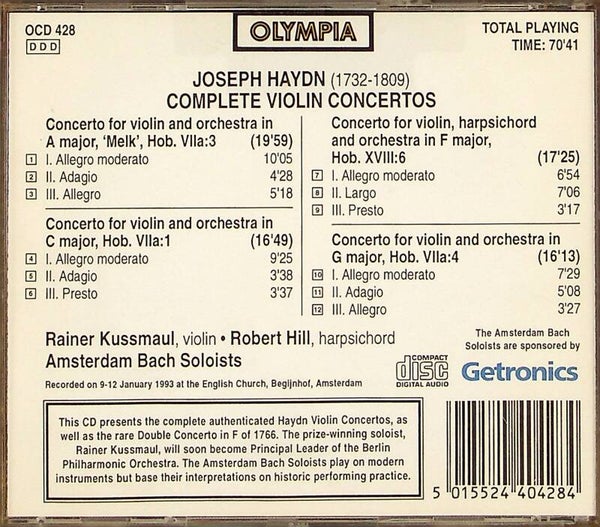 OCD 428
DDD
OLYMPIA
TOTAL PLAYING
TIME: 70'41
JOSEPH HAYDN (1732-1809)
COMPLETE VIOLIN CONCERTOS
Concerto for violin and orchestra in
A major, 'Melk', Hob. VIIa:3 (19'59)
1 I. Allegro moderato 10'05
2 II. Adagio 4'28
3 III. Allegro 5'18
Concerto for violin and orchestra in
C major, Hob. VIIa:1 (16'49)
4 I. Allegro moderato 9'25
5 II. Adagio 3'38
6 III. Presto 3'37
Concerto for violin, harpsichord
and orchestra in F major,
Hob. XVIII:6 (17'25)
7 I. Allegro moderato 6'54
8 II. Largo 7'06
9 III. Presto 3'17
Concerto for violin and orchestra in
G major, Hob. VIIa:4 (16'13)
10 I. Allegro moderato 7'29
11 II. Adagio 5'08
12 III. Allegro 3'27
Rainer Kussmaul, violin • Robert Hill, harpsichord
Amsterdam Bach Soloists
Recorded on 9-12 January 1993 at the English Church, Begijnhof, Amsterdam
COMPACT
disc
DIGITAL AUDIO
The Amsterdam Bach
Soloists are sponsored by
Getronics
This CD presents the complete authenticated Haydn Violin Concertos, as
well as the rare Double Concerto in F of 1766. The prize-winning soloist,
Rainer Kussmaul, will soon become Principal Leader of the Berlin
Philharmonic Orchestra. The Amsterdam Bach Soloists play on modern
instruments but base their interpretations on historic performing practice.
5 015524 404284